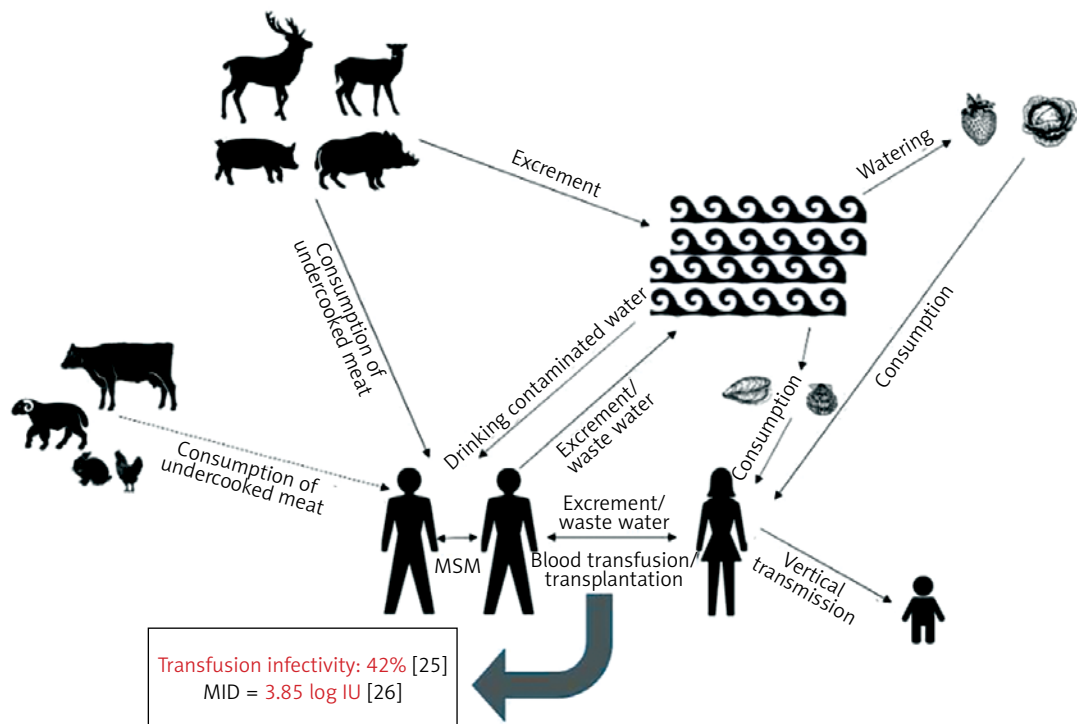 Excrement
Watering
Consumption of
undercooked meat
Drinking contaminated water
Excrement/
waste water
Consumption
Consumption
Consumption of
undercooked meat
MSM
Excrement/
waste water
Blood transfusion/
transplantation
Vertical
transmission
Transfusion infectivity: 42% [25]
MID = 3.85 log IU [26]